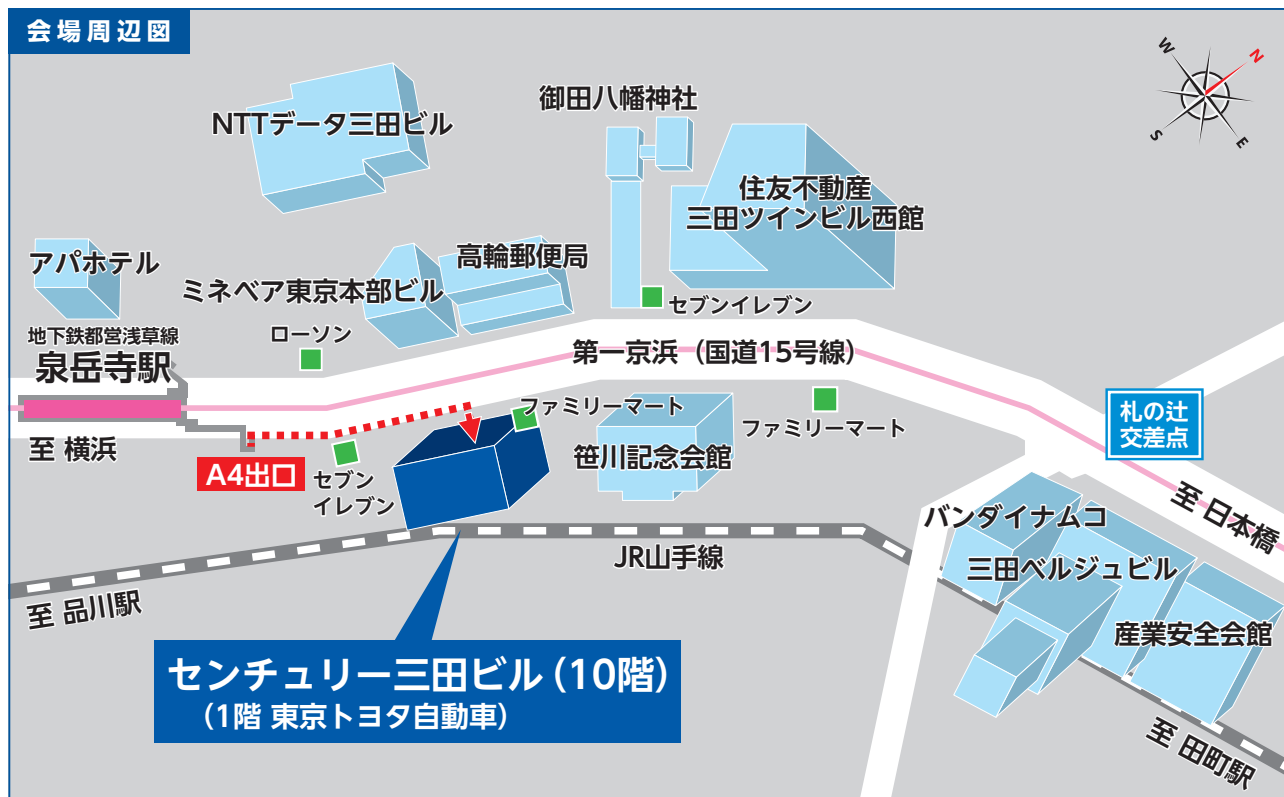 会場周辺図
W
N
S
E
御田八幡神社
NTTデータ三田ビル
住友不動産
三田ツインビル西館
高輪郵便局
アパホテル
ミネベア東京本部ビル
セブンイレブン
地下鉄都営浅草線
泉岳寺駅
ローソン
第一京浜（国道15号線）
ファミリーマート
ファミリーマート
札の辻
交差点
至 横浜
A4出口
セブン
イレブン
笹川記念会館
至 日本橋
バンダイナムコ
三田ベルジュビル
JR山手線
至 品川駅
産業安全会館
センチュリー三田ビル（10階）
（1階 東京トヨタ自動車）
至 田町駅